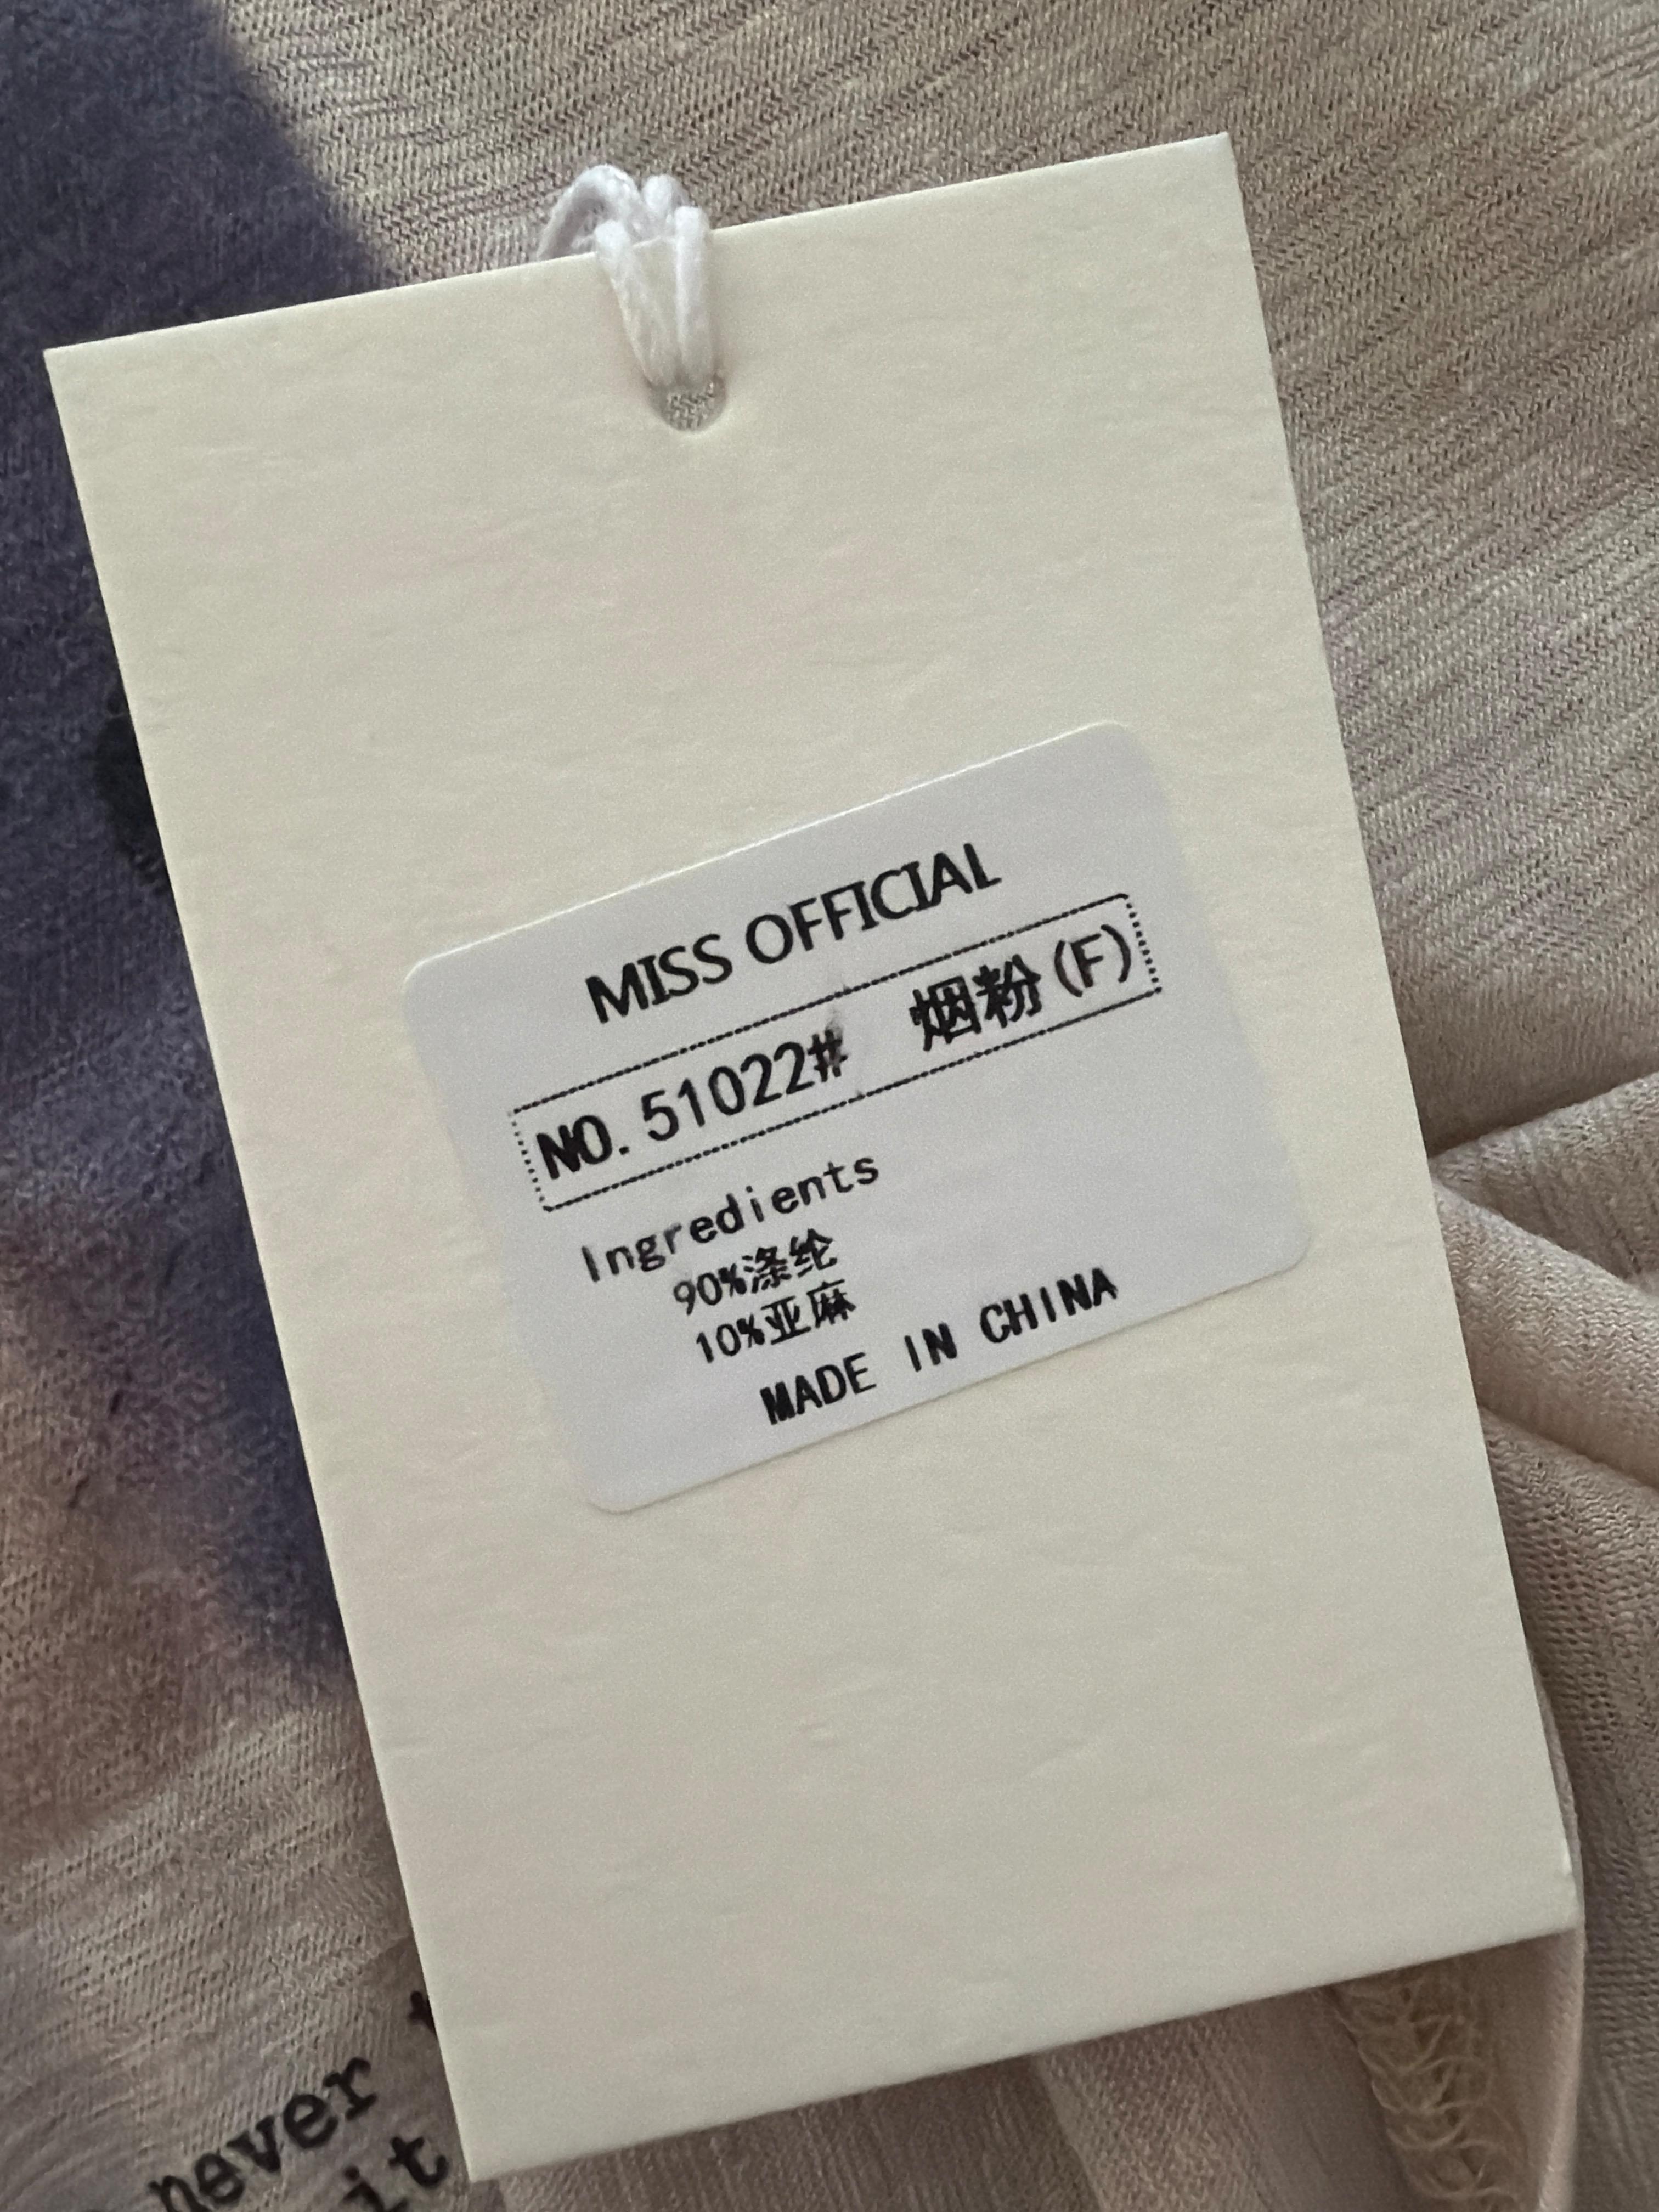 MISS OFFICIAL
NO.51022# 烟粉(F)
Ingredients
90%涤纶
10%亚麻
MADE IN CHINA
never
it